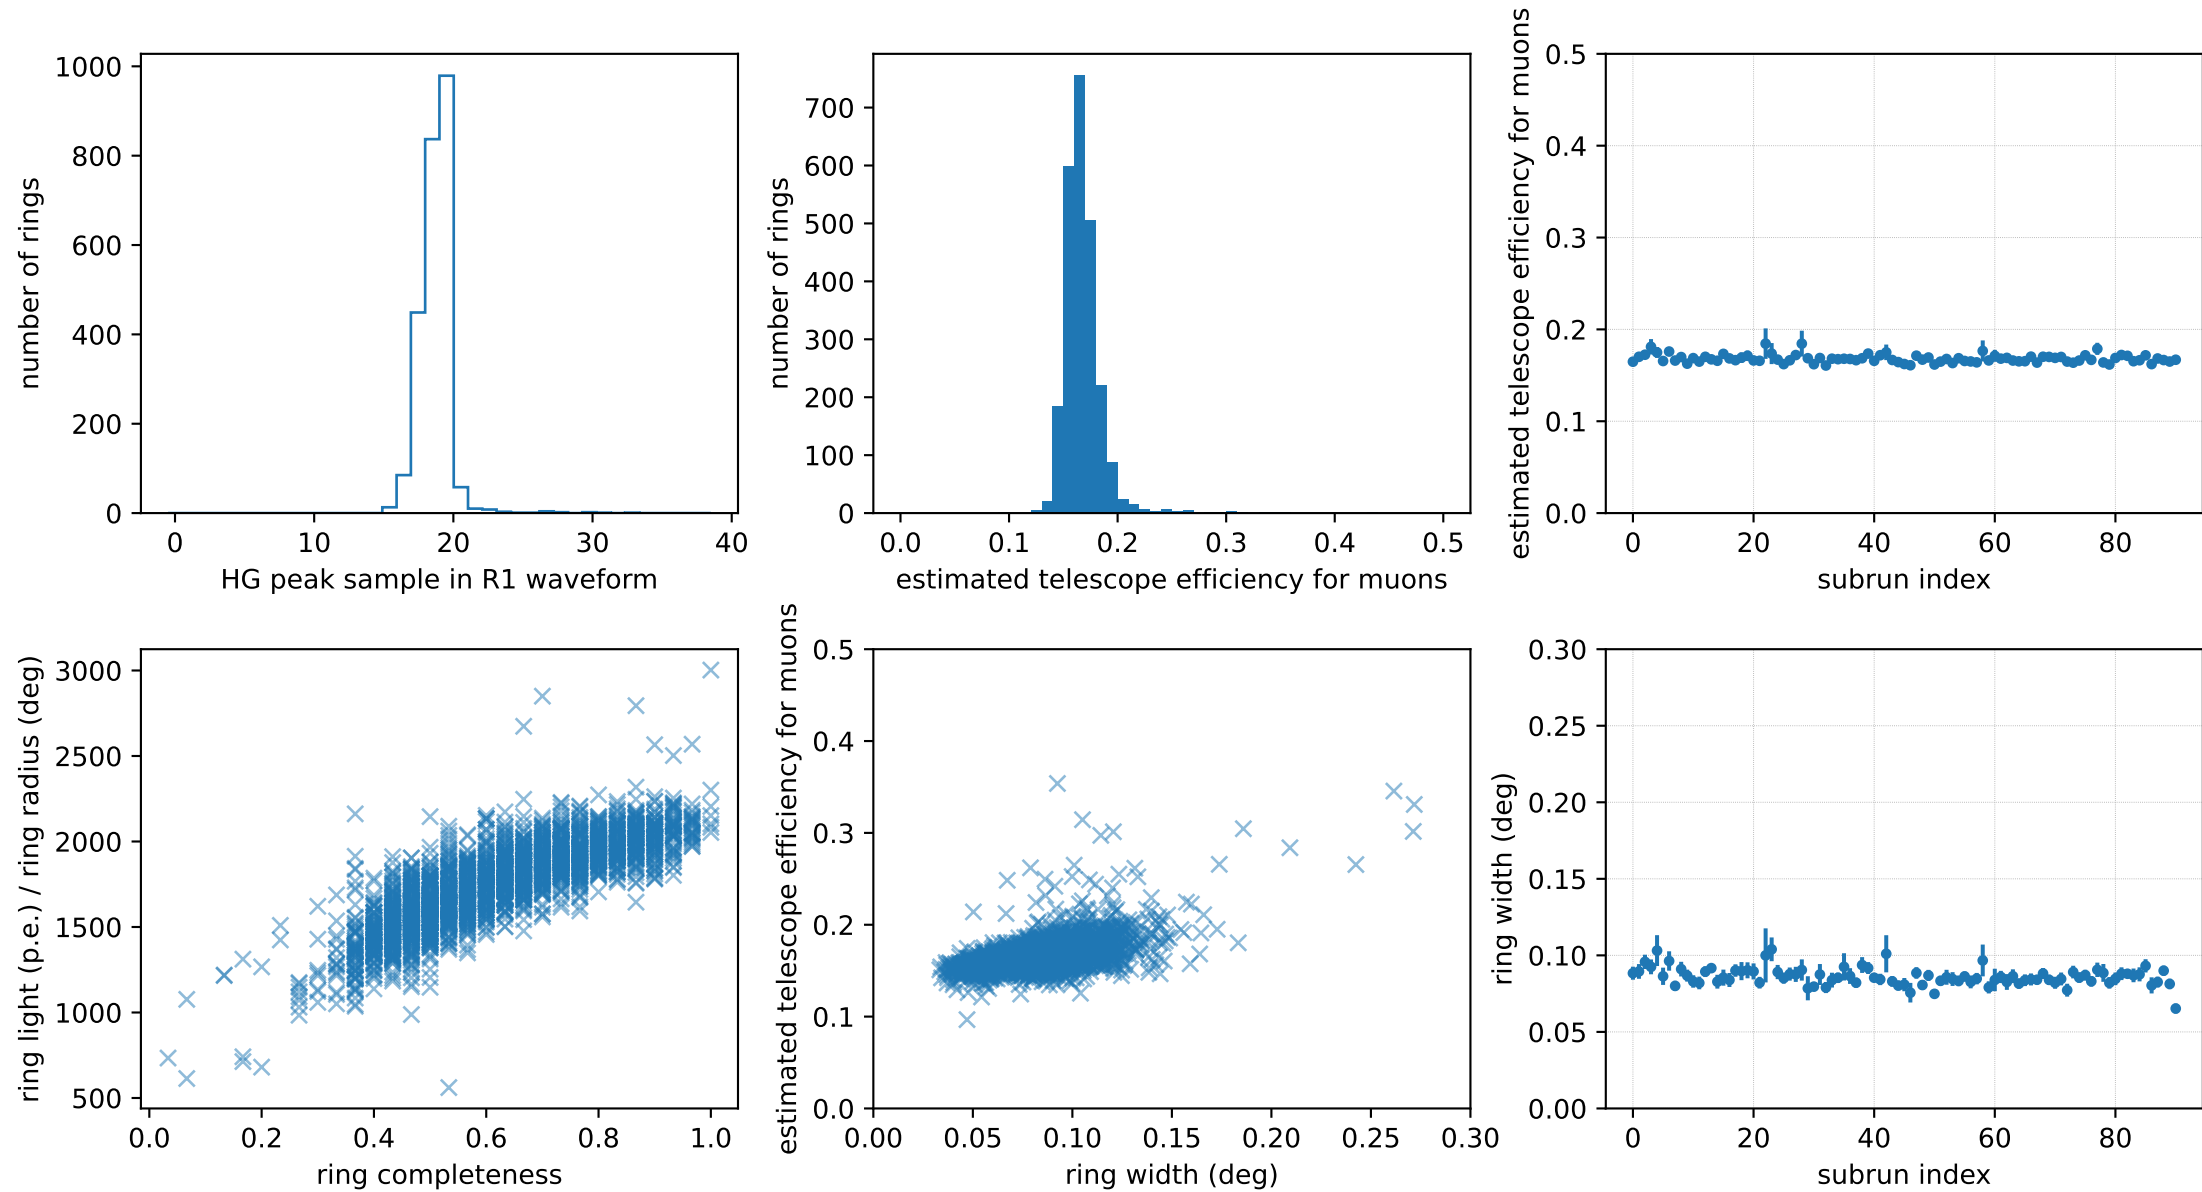 number of rings
1000
800
600
400
200
0
0 10 20 30 40
HG peak sample in R1 waveform
number of rings
700
600
500
400
300
200
100
0
0.0 0.1 0.2 0.3 0.4 0.5
estimated telescope efficiency for muons
estimated telescope efficiency for muons
0.5
0.4
0.3
0.2
0.1
0.0
0 20 40 60 80
subrun index
ring light (p.e.) / ring radius (deg)
3000
2500
2000
1500
1000
500
0.0 0.2 0.4 0.6 0.8 1.0
ring completeness
estimated telescope efficiency for muons
0.5
0.4
0.3
0.2
0.1
0.0
0.00 0.05 0.10 0.15 0.20 0.25 0.30
ring width (deg)
ring width (deg)
0.30
0.25
0.20
0.15
0.10
0.05
0.00
0 20 40 60 80
subrun index